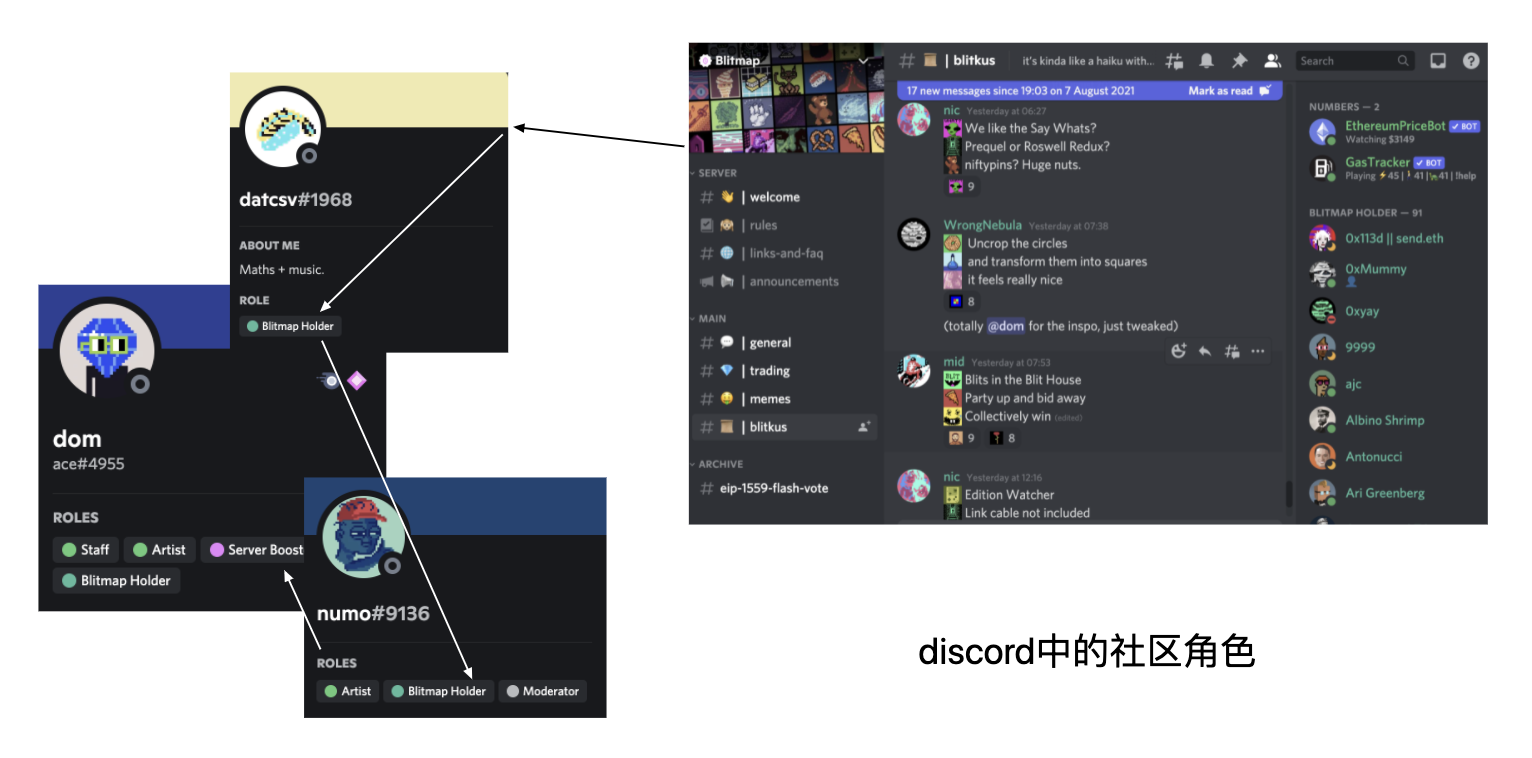 datcsv#1968
ABOUT ME
Maths + music.
ROLE
Blitmap Holder
dom
ace#4955
ROLES
Staff
Artist
Server Boost
Blitmap Holder
numo#9136
ROLES
Artist
Blitmap Holder
Moderator
Blitmap
SERVER
# | welcome
| rules
# | links-and-faq
| announcements
MAIN
# | general
# | trading
# | memes
# | blitkus
ARCHIVE
# eip-1559-flash-vote
# | blitkus it's kinda like a haiku with...
Search
17 new messages since 19:03 on 7 August 2021 Mark as read
nic Yesterday at 06:27
We like the Say Whats?
Prequel or Roswell Redux?
niftypins? Huge nuts.
9
WrongNebula Yesterday at 07:38
Uncrop the circles
and transform them into squares
it feels really nice
8
(totally @dom for the inspo, just tweaked)
mid Yesterday at 07:53
BLIT
Blits in the Blit House
Party up and bid away
Collectively win (edited)
9 8
nic Yesterday at 12:16
Edition Watcher
Link cable not included
NUMBERS — 2
EthereumPriceBot ✓ BOT
Watching $3149
GasTracker ✓ BOT
Playing ⚡45 | 🚶41 | 🐢41 | !help
BLITMAP HOLDER — 91
0x113d || send.eth
0xMummy
0xyay
9999
ajc
Albino Shrimp
Antonucci
Ari Greenberg
discord中的社区角色